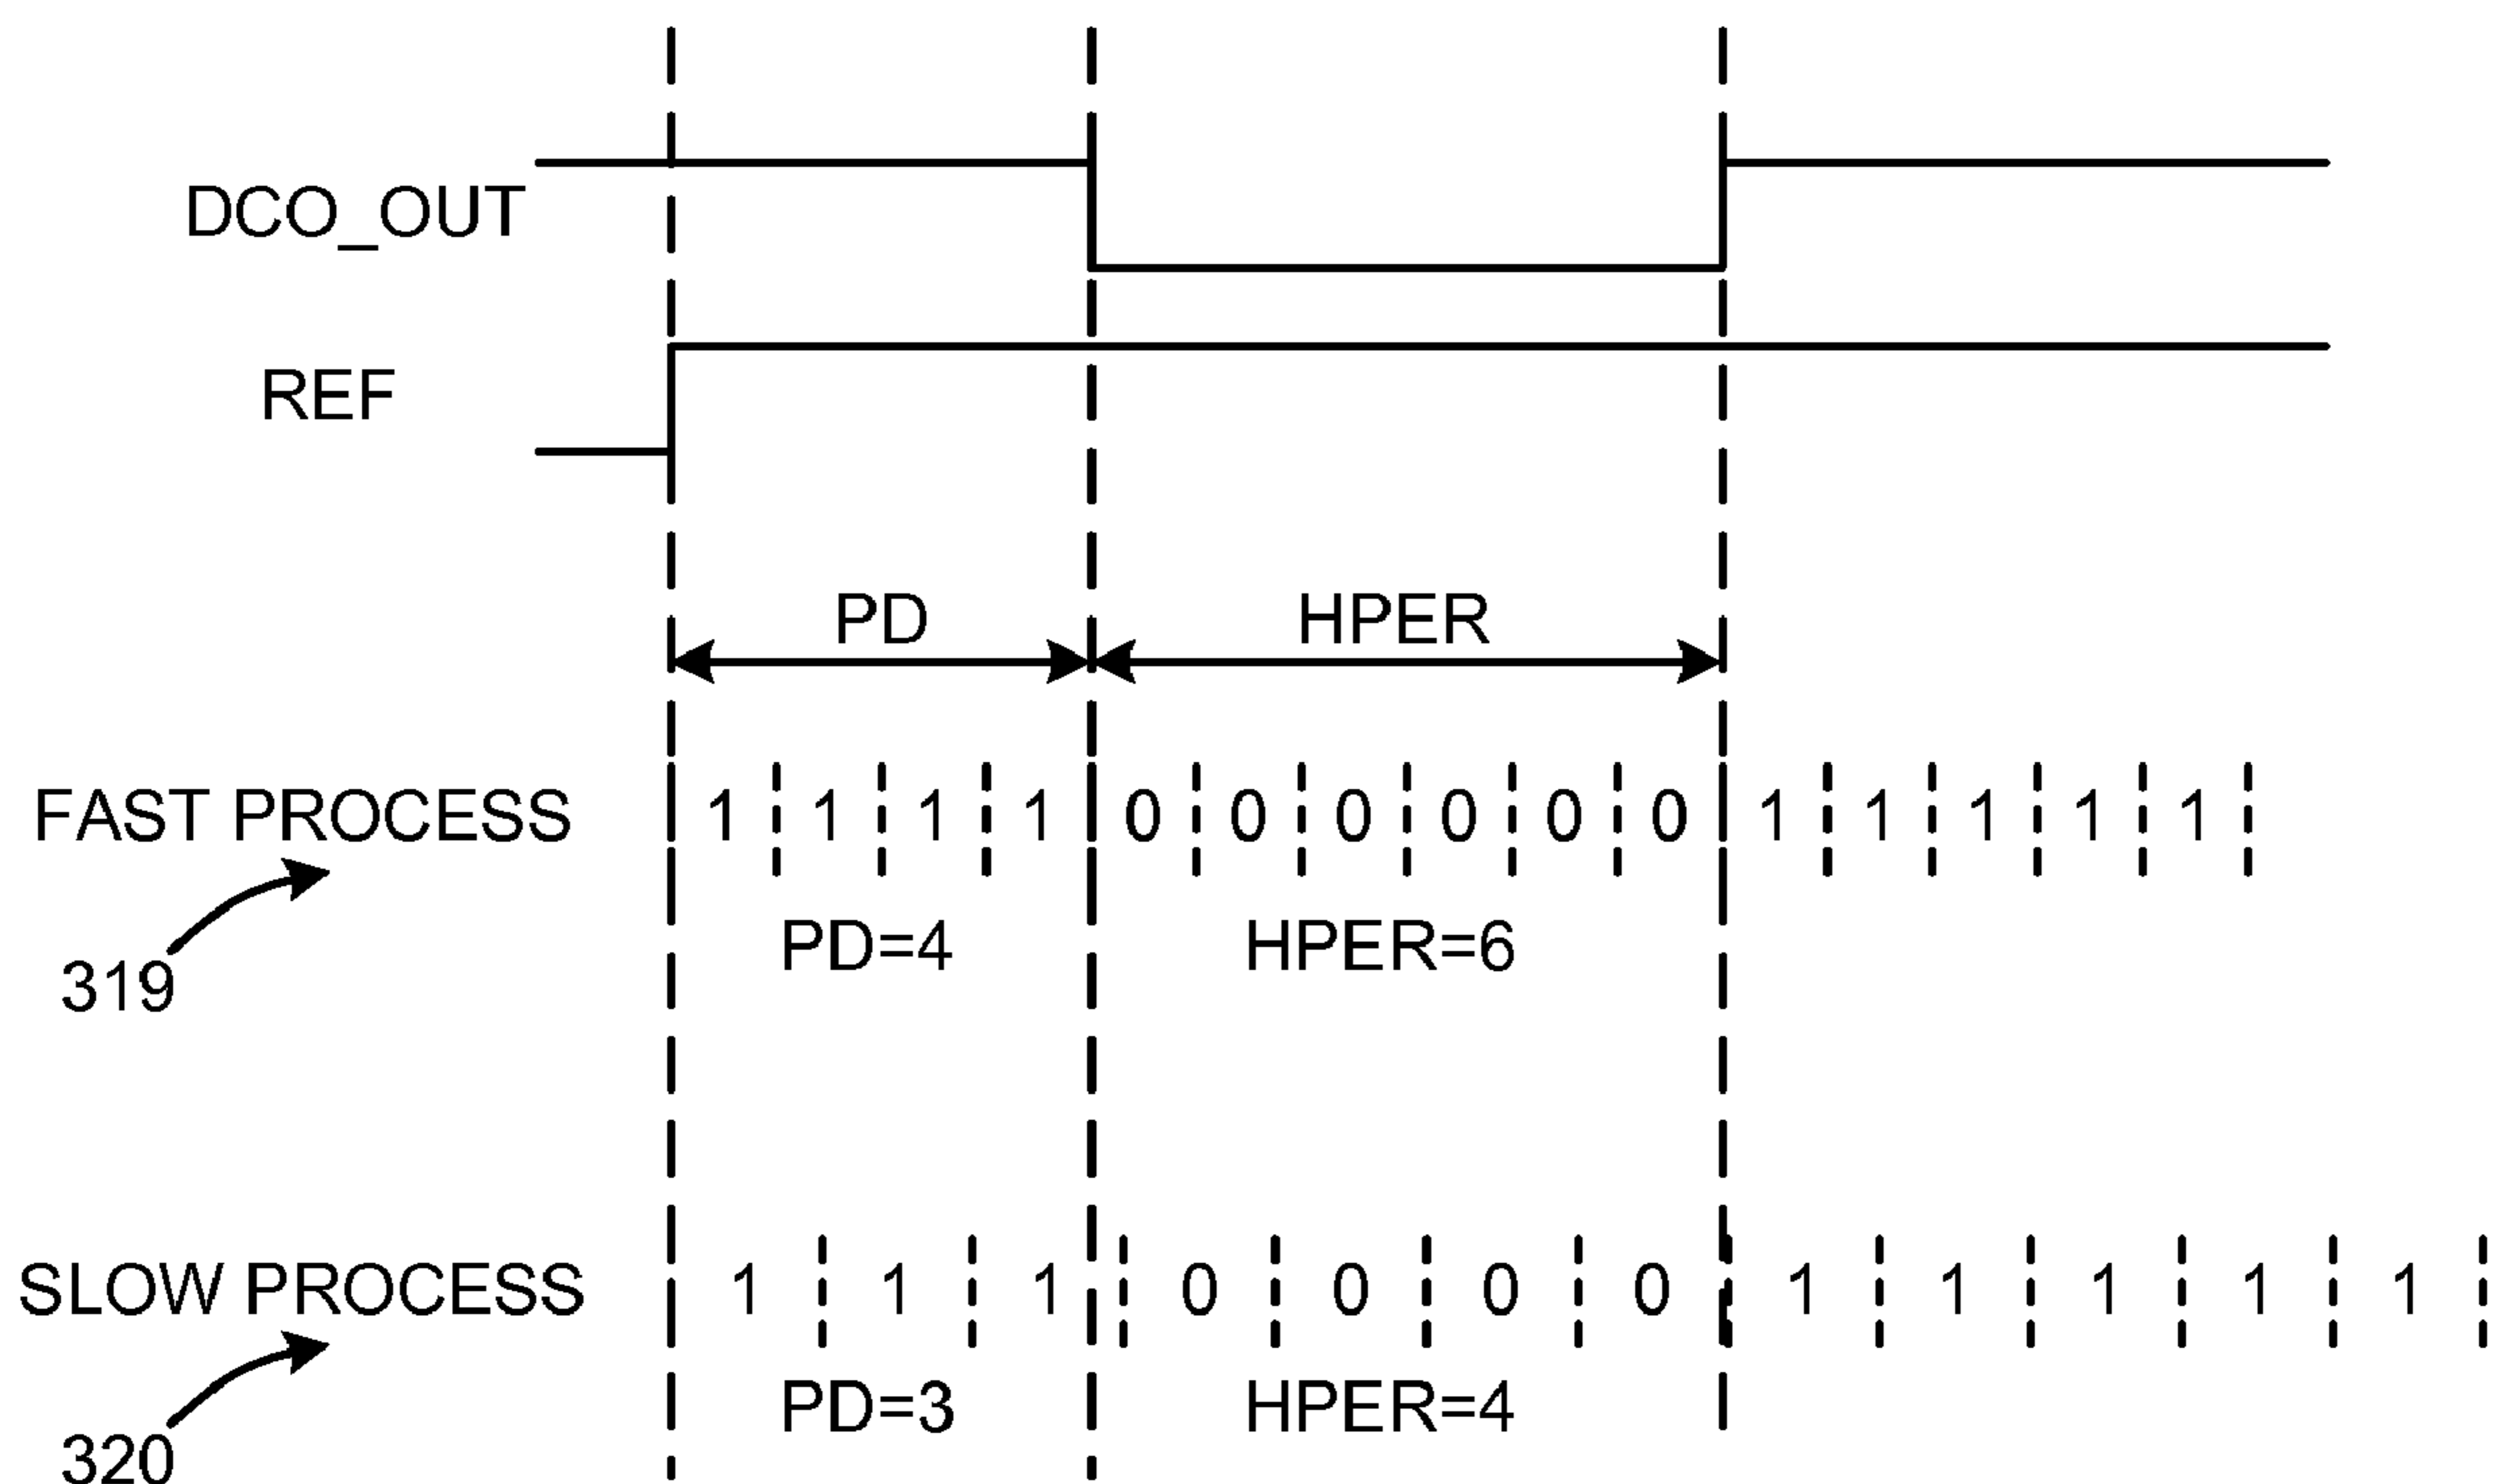 DCO_OUT
REF
PD HPER
FAST PROCESS 1 1 1 1 0 0 0 0 0 0 1 1 1 1 1
PD=4 HPER=6
319
SLOW PROCESS 1 1 1 0 0 0 0 1 1 1 1 1
PD=3 HPER=4
320